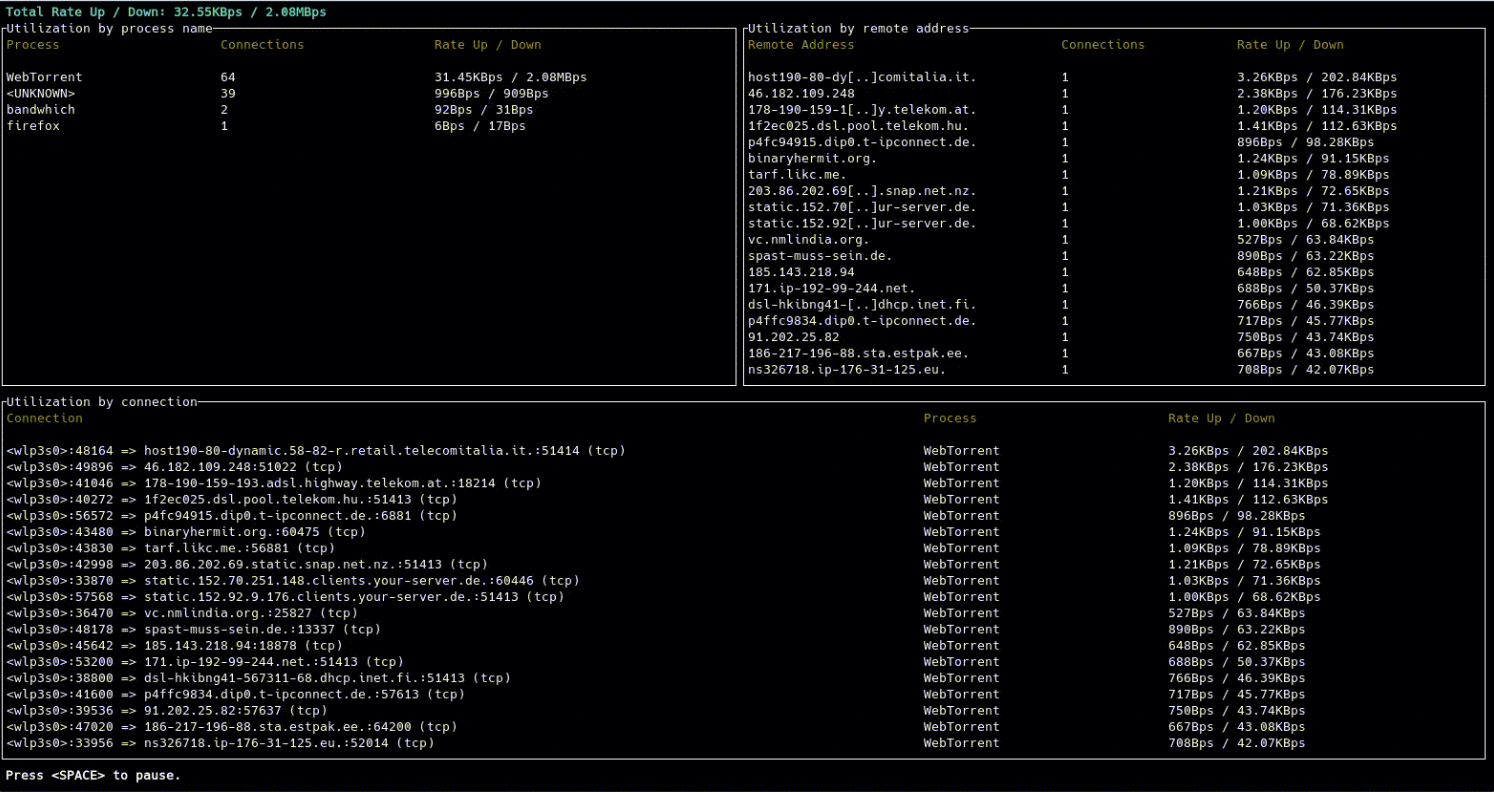 Total Rate Up / Down: 32.55KBps / 2.08MBps
Utilization by process name
Process Connections Rate Up / Down
WebTorrent 64 31.45KBps / 2.08MBps
<UNKNOWN> 39 996Bps / 909Bps
bandwhich 2 92Bps / 31Bps
firefox 1 6Bps / 17Bps
Utilization by remote address
Remote Address Connections Rate Up / Down
host190-80-dy[..]comitalia.it. 1 3.26KBps / 202.84KBps
46.182.109.248 1 2.38KBps / 176.23KBps
178-190-159-1[..]y.telekom.at. 1 1.20KBps / 114.31KBps
1f2ec025.dsl.pool.telekom.hu. 1 1.41KBps / 112.63KBps
p4fc94915.dip0.t-ipconnect.de. 1 896Bps / 98.28KBps
binaryhermit.org. 1 1.24KBps / 91.15KBps
tarf.likc.me. 1 1.09KBps / 78.89KBps
203.86.202.69[..].snap.net.nz. 1 1.21KBps / 72.65KBps
static.152.70[..]ur-server.de. 1 1.03KBps / 71.36KBps
static.152.92[..]ur-server.de. 1 1.00KBps / 68.62KBps
vc.nmlindia.org. 1 527Bps / 63.84KBps
spast-muss-sein.de. 1 890Bps / 63.22KBps
185.143.218.94 1 648Bps / 62.85KBps
171.ip-192-99-244.net. 1 688Bps / 50.37KBps
dsl-hkibng41-[..]dhcp.inet.fi. 1 766Bps / 46.39KBps
p4ffc9834.dip0.t-ipconnect.de. 1 717Bps / 45.77KBps
91.202.25.82 1 750Bps / 43.74KBps
186-217-196-88.sta.estpak.ee. 1 667Bps / 43.08KBps
ns326718.ip-176-31-125.eu. 1 708Bps / 42.07KBps
Utilization by connection
Connection Process Rate Up / Down
<wlp3s0>:48164 => host190-80-dynamic.58-82-r.retail.telecomitalia.it.:51414 (tcp) WebTorrent 3.26KBps / 202.84KBps
<wlp3s0>:49896 => 46.182.109.248:51022 (tcp) WebTorrent 2.38KBps / 176.23KBps
<wlp3s0>:41046 => 178-190-159-193.adsl.highway.telekom.at.:18214 (tcp) WebTorrent 1.20KBps / 114.31KBps
<wlp3s0>:40272 => 1f2ec025.dsl.pool.telekom.hu.:51413 (tcp) WebTorrent 1.41KBps / 112.63KBps
<wlp3s0>:56572 => p4fc94915.dip0.t-ipconnect.de.:6881 (tcp) WebTorrent 896Bps / 98.28KBps
<wlp3s0>:43480 => binaryhermit.org.:60475 (tcp) WebTorrent 1.24KBps / 91.15KBps
<wlp3s0>:43830 => tarf.likc.me.:56881 (tcp) WebTorrent 1.09KBps / 78.89KBps
<wlp3s0>:42998 => 203.86.202.69.static.snap.net.nz.:51413 (tcp) WebTorrent 1.21KBps / 72.65KBps
<wlp3s0>:33870 => static.152.70.251.148.clients.your-server.de.:60446 (tcp) WebTorrent 1.03KBps / 71.36KBps
<wlp3s0>:57568 => static.152.92.9.176.clients.your-server.de.:51413 (tcp) WebTorrent 1.00KBps / 68.62KBps
<wlp3s0>:36470 => vc.nmlindia.org.:25827 (tcp) WebTorrent 527Bps / 63.84KBps
<wlp3s0>:48178 => spast-muss-sein.de.:13337 (tcp) WebTorrent 890Bps / 63.22KBps
<wlp3s0>:45642 => 185.143.218.94:18878 (tcp) WebTorrent 648Bps / 62.85KBps
<wlp3s0>:53200 => 171.ip-192-99-244.net.:51413 (tcp) WebTorrent 688Bps / 50.37KBps
<wlp3s0>:38800 => dsl-hkibng41-567311-68.dhcp.inet.fi.:51413 (tcp) WebTorrent 766Bps / 46.39KBps
<wlp3s0>:41600 => p4ffc9834.dip0.t-ipconnect.de.:57613 (tcp) WebTorrent 717Bps / 45.77KBps
<wlp3s0>:39536 => 91.202.25.82:57637 (tcp) WebTorrent 750Bps / 43.74KBps
<wlp3s0>:47020 => 186-217-196-88.sta.estpak.ee.:64200 (tcp) WebTorrent 667Bps / 43.08KBps
<wlp3s0>:33956 => ns326718.ip-176-31-125.eu.:52014 (tcp) WebTorrent 708Bps / 42.07KBps
Press <SPACE> to pause.